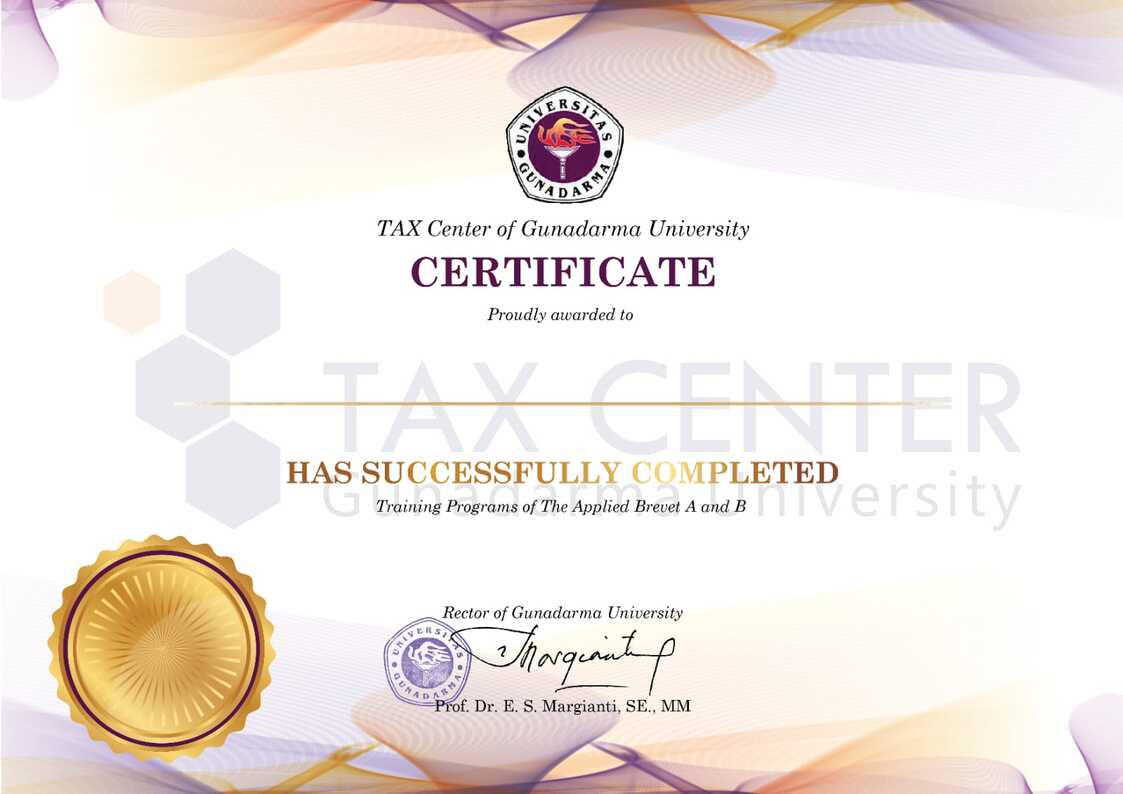 UNIVERSITAS
GUNADARMA
TAX Center of Gunadarma University
CERTIFICATE
Proudly awarded to
TAX CENTER
HAS SUCCESSFULLY COMPLETED
Gunadarma University
Training Programs of The Applied Brevet A and B
Rector of Gunadarma University
UNIVERSITAS
GUNADARMA
Margianti
Prof. Dr. E. S. Margianti, SE., MM